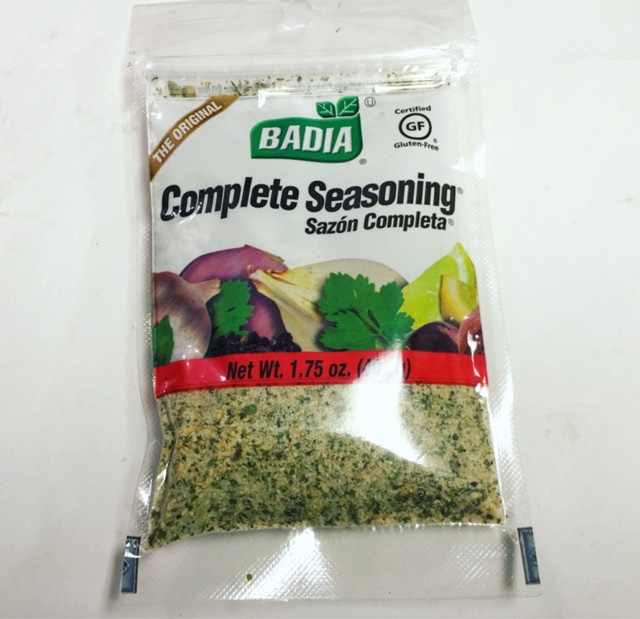 THE ORIGINAL
BADIA
Certified
GF
Gluten-Free
Complete Seasoning®
Sazón Completa®
Net Wt. 1.75 oz.